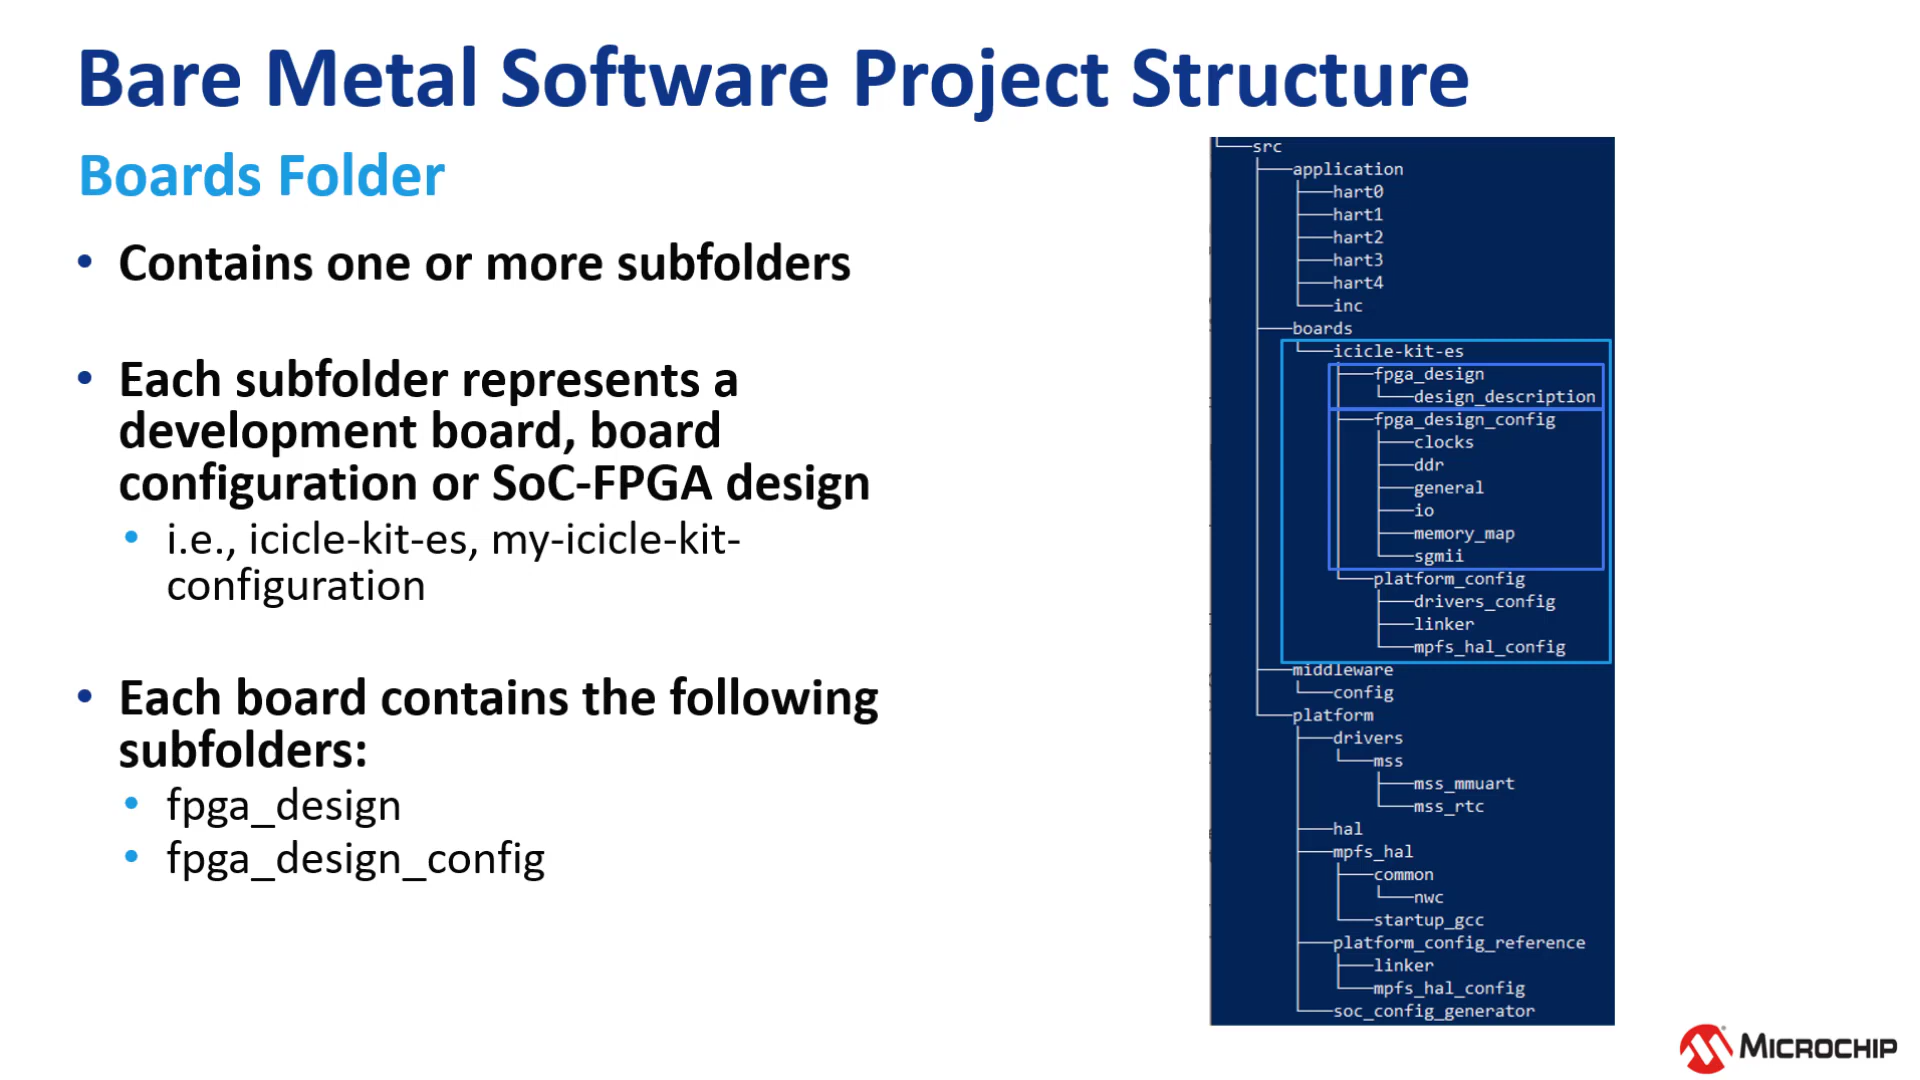 Bare Metal Software Project Structure
Boards Folder
• Contains one or more subfolders
• Each subfolder represents a
development board, board
configuration or SoC-FPGA design
• i.e., icicle-kit-es, my-icicle-kit-
configuration
• Each board contains the following
subfolders:
• fpga_design
• fpga_design_config
src
application
hart0
hart1
hart2
hart3
hart4
inc
boards
icicle-kit-es
fpga_design
design_description
fpga_design_config
clocks
ddr
general
io
memory_map
sgmii
platform_config
drivers_config
linker
mpfs_hal_config
middleware
config
platform
drivers
mss
mss_mmuart
mss_rtc
hal
mpfs_hal
common
nwc
startup_gcc
platform_config_reference
linker
mpfs_hal_config
soc_config_generator
MICROCHIP